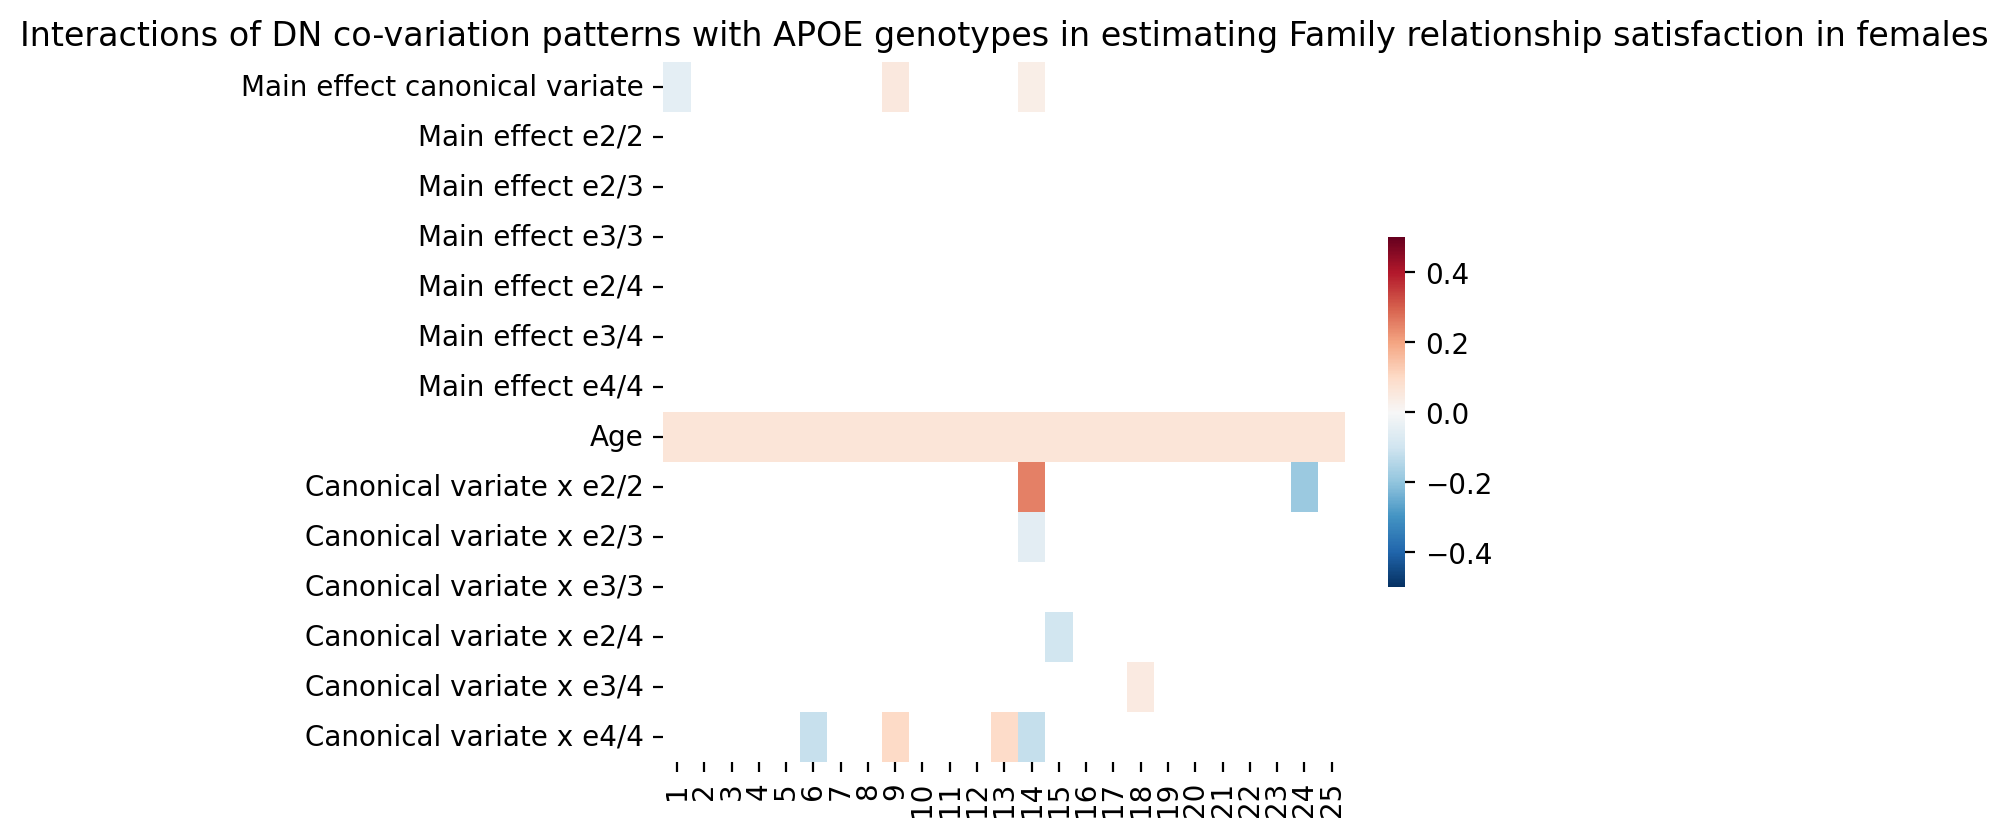 Interactions of DN co-variation patterns with APOE genotypes in estimating Family relationship satisfaction in females
Main effect canonical variate
Main effect e2/2
Main effect e2/3
Main effect e3/3
Main effect e2/4
Main effect e3/4
Main effect e4/4
Age
Canonical variate x e2/2
Canonical variate x e2/3
Canonical variate x e3/3
Canonical variate x e2/4
Canonical variate x e3/4
Canonical variate x e4/4
1 2 3 4 5 6 7 8 9 10 11 12 13 14 15 16 17 18 19 20 21 22 23 24 25
0.4
0.2
0.0
−0.2
−0.4